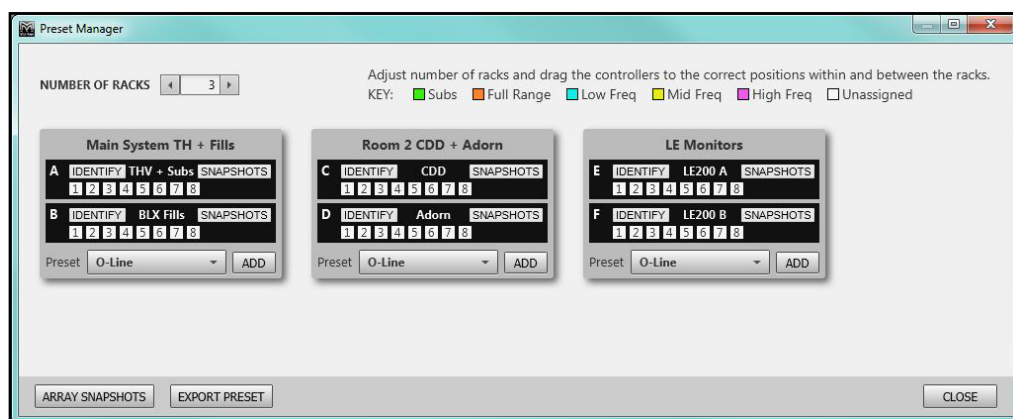 Preset Manager
Adjust number of racks and drag the controllers to the correct positions within and between the racks.
NUMBER OF RACKS 3
KEY: Subs Full Range Low Freq Mid Freq High Freq Unassigned
Main System TH + Fills
A IDENTIFY THV + Subs SNAPSHOTS
1 2 3 4 5 6 7 8
B IDENTIFY BLX Fills SNAPSHOTS
1 2 3 4 5 6 7 8
Preset O-Line ADD
Room 2 CDD + Adorn
C IDENTIFY CDD SNAPSHOTS
1 2 3 4 5 6 7 8
D IDENTIFY Adorn SNAPSHOTS
1 2 3 4 5 6 7 8
Preset O-Line ADD
LE Monitors
E IDENTIFY LE200 A SNAPSHOTS
1 2 3 4 5 6 7 8
F IDENTIFY LE200 B SNAPSHOTS
1 2 3 4 5 6 7 8
Preset O-Line ADD
ARRAY SNAPSHOTS EXPORT PRESET CLOSE